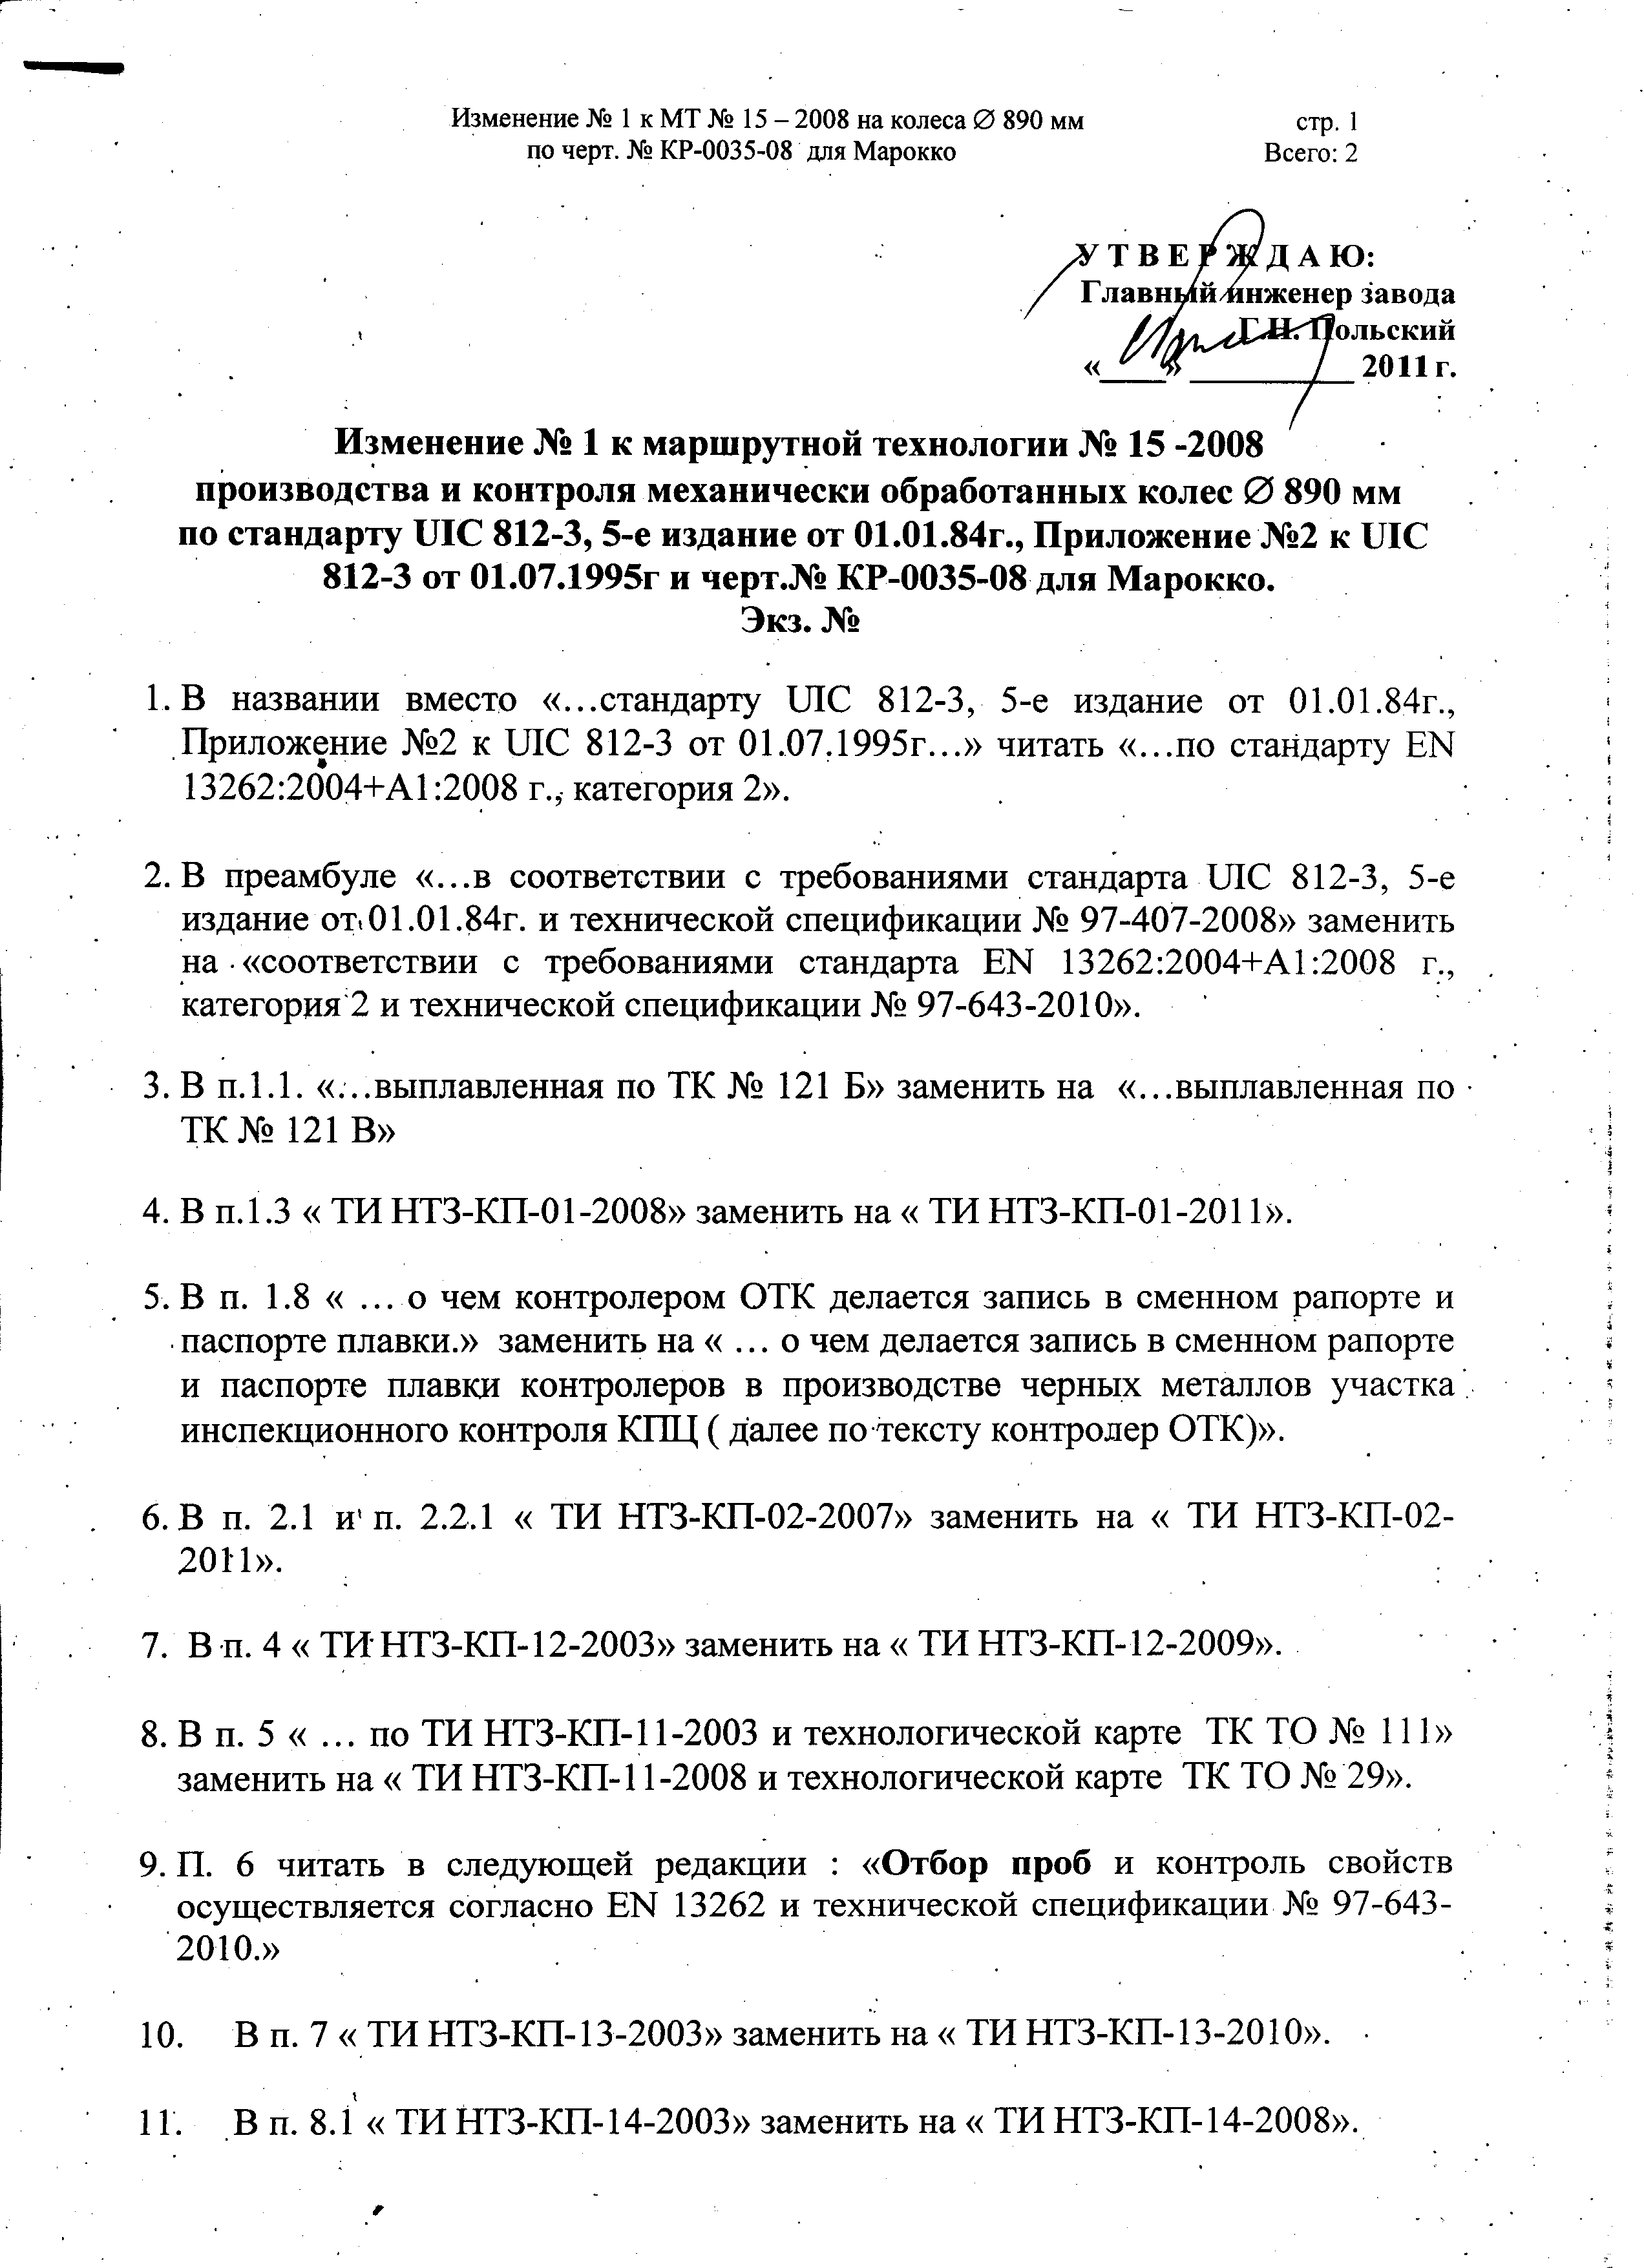 Изменение № 1 к МТ № 15 – 2008 на колеса ∅ 890 мм
стр. 1
по черт. № КР-0035-08 для Марокко
Всего: 2
У Т В Е Р Ж Д А Ю:
Главный инженер завода
Г.Н. Польский
«____» __________ 2011 г.
Изменение № 1 к маршрутной технологии № 15 -2008
производства и контроля механически обработанных колес ∅ 890 мм
по стандарту UIC 812-3, 5-е издание от 01.01.84г., Приложение №2 к UIC
812-3 от 01.07.1995г и черт.№ КР-0035-08 для Марокко.
Экз. №
1. В названии вместо «…стандарту UIC 812-3, 5-е издание от 01.01.84г.,
Приложение №2 к UIC 812-3 от 01.07.1995г…» читать «…по стандарту EN
13262:2004+А1:2008 г., категория 2».
2. В преамбуле «…в соответствии с требованиями стандарта UIC 812-3, 5-е
издание от 01.01.84г. и технической спецификации № 97-407-2008» заменить
на «соответствии с требованиями стандарта EN 13262:2004+А1:2008 г.,
категория 2 и технической спецификации № 97-643-2010».
3. В п.1.1. «…выплавленная по ТК № 121 Б» заменить на «…выплавленная по
ТК № 121 В»
4. В п.1.3 « ТИ НТЗ-КП-01-2008» заменить на « ТИ НТЗ-КП-01-2011».
5. В п. 1.8 « … о чем контролером ОТК делается запись в сменном рапорте и
паспорте плавки.» заменить на « … о чем делается запись в сменном рапорте
и паспорте плавки контролеров в производстве черных металлов участка
инспекционного контроля КПЦ ( далее по тексту контролер ОТК)».
6. В п. 2.1 и п. 2.2.1 « ТИ НТЗ-КП-02-2007» заменить на « ТИ НТЗ-КП-02-
2011».
7. В п. 4 « ТИ НТЗ-КП-12-2003» заменить на « ТИ НТЗ-КП-12-2009».
8. В п. 5 « … по ТИ НТЗ-КП-11-2003 и технологической карте ТК ТО № 111»
заменить на « ТИ НТЗ-КП-11-2008 и технологической карте ТК ТО № 29».
9. П. 6 читать в следующей редакции : «Отбор проб и контроль свойств
осуществляется согласно EN 13262 и технической спецификации № 97-643-
2010.»
10. В п. 7 « ТИ НТЗ-КП-13-2003» заменить на « ТИ НТЗ-КП-13-2010».
11. В п. 8.1 « ТИ НТЗ-КП-14-2003» заменить на « ТИ НТЗ-КП-14-2008».